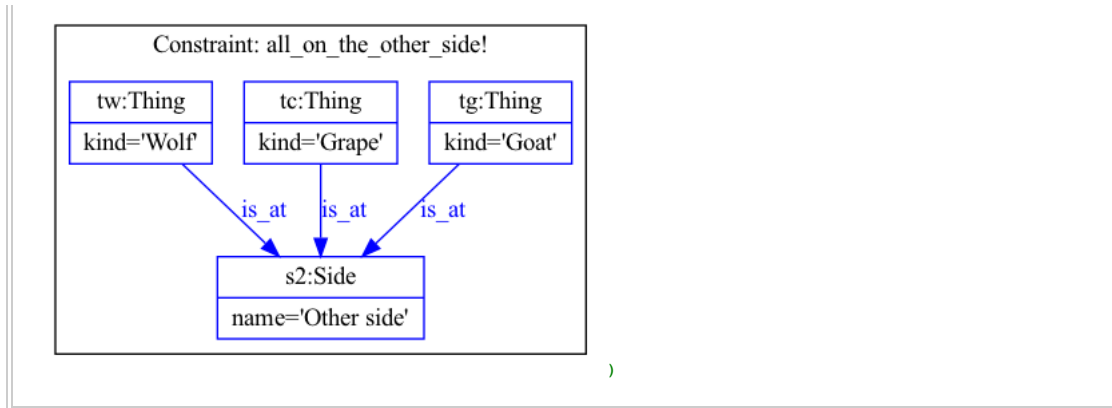 Constraint: all_on_the_other_side!
tw:Thing tc:Thing tg:Thing
kind='Wolf' kind='Grape' kind='Goat'
is_at is_at is_at
s2:Side
name='Other side'
)